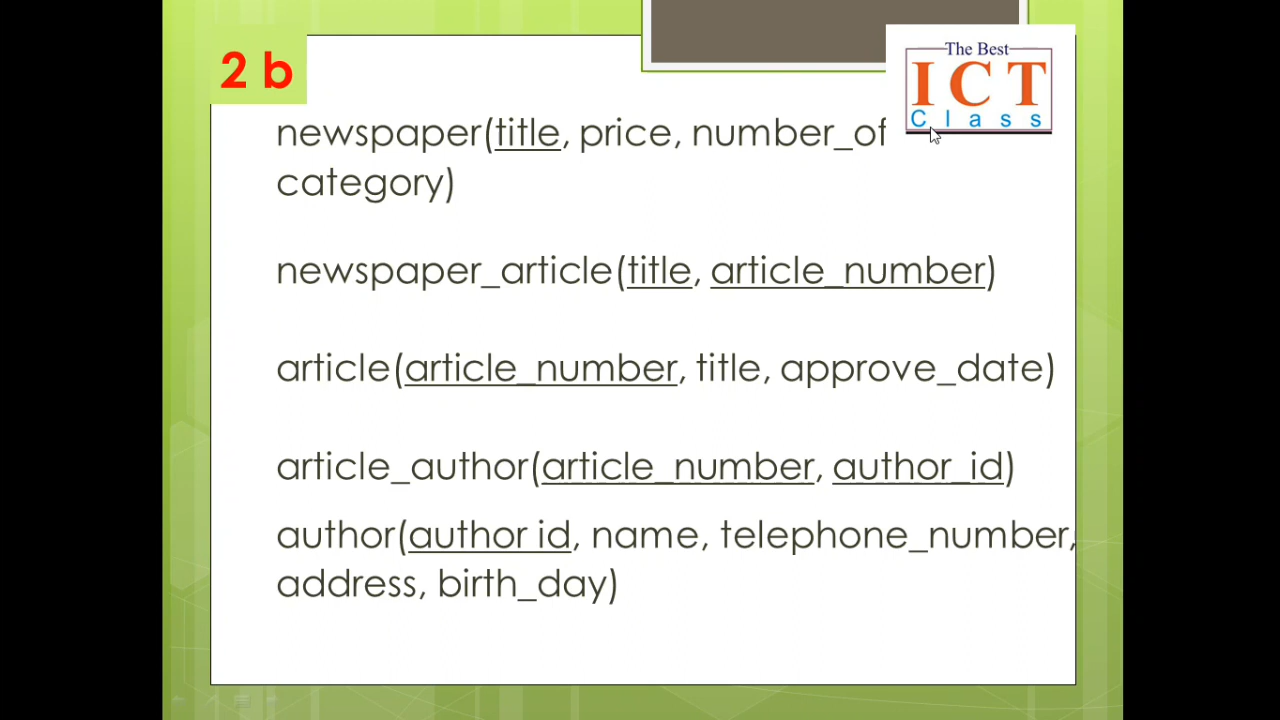 2 b
The Best
ICT
Class
newspaper(title, price, number_of
category)
newspaper_article(title, article_number)
article(article_number, title, approve_date)
article_author(article_number, author_id)
author(author id, name, telephone_number,
address, birth_day)